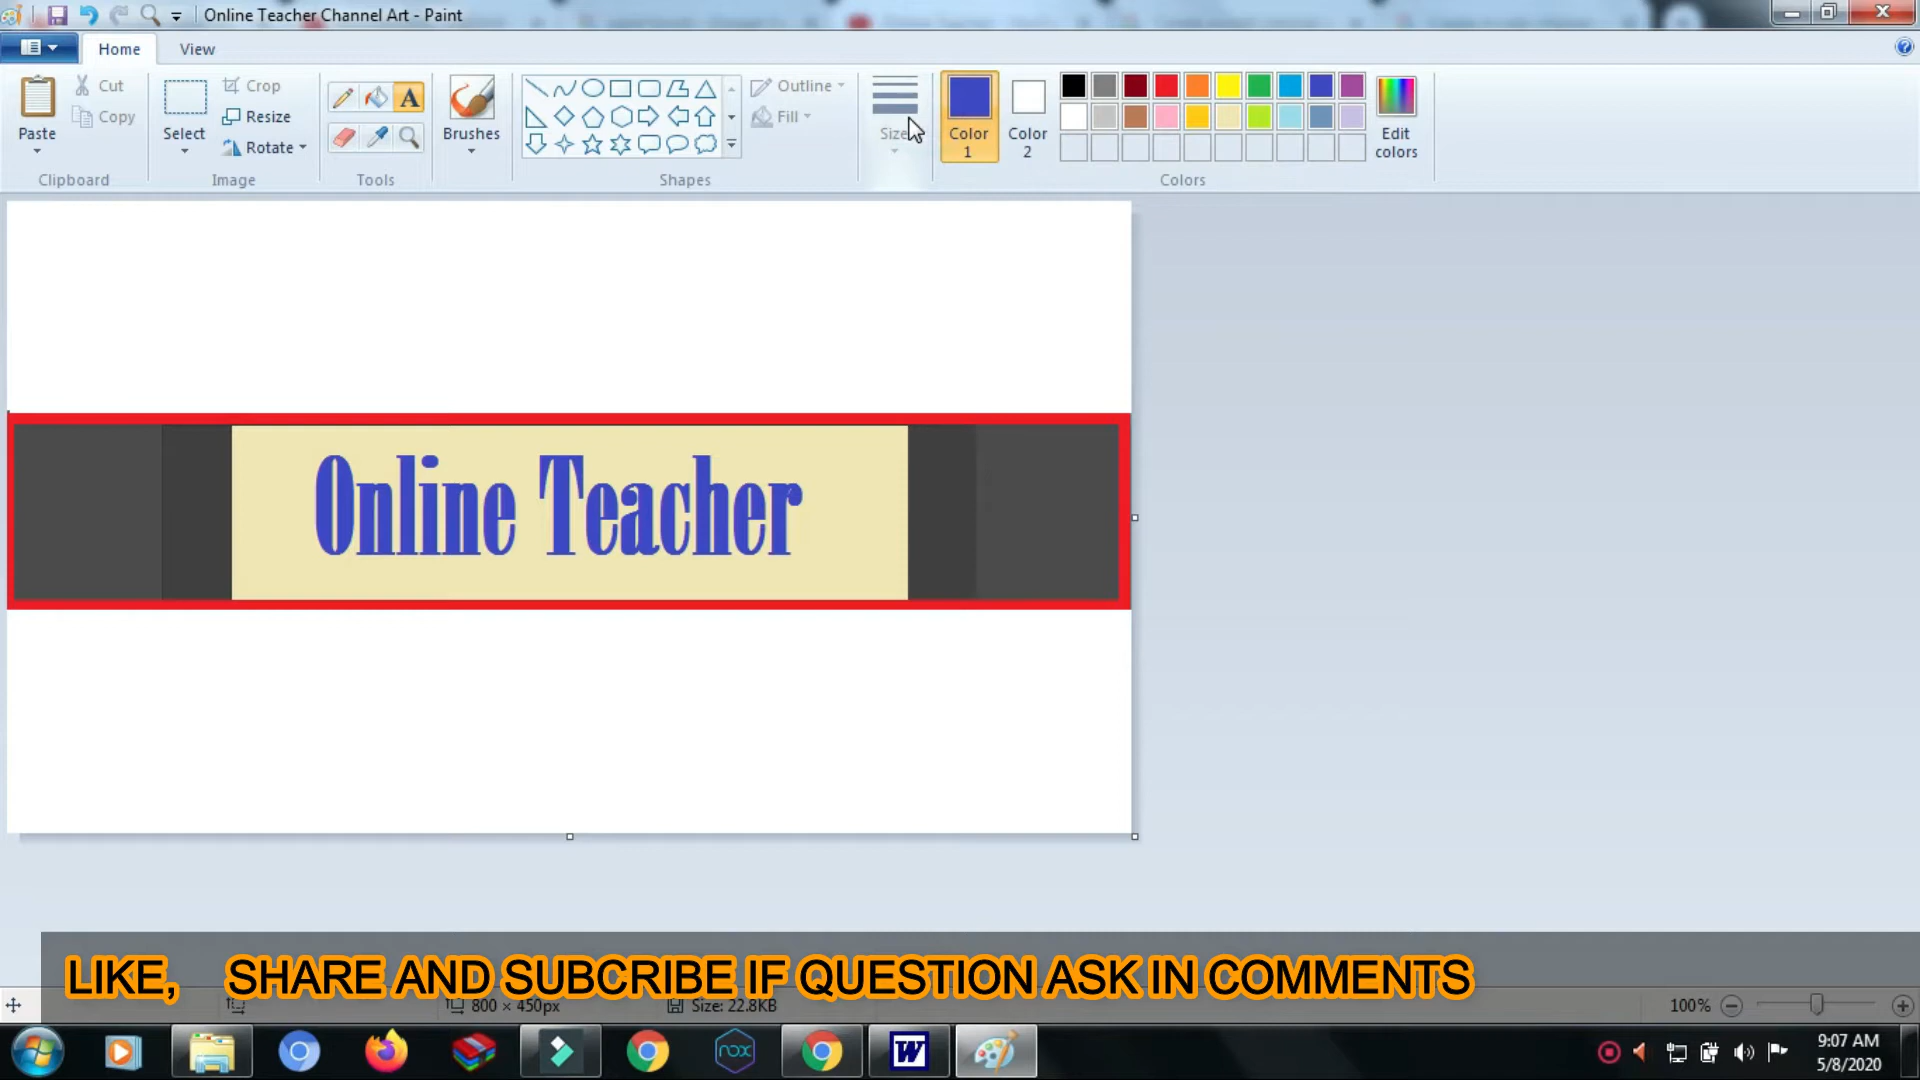 Online Teacher Channel Art - Paint
Home View
Paste
Cut
Copy
Clipboard
Select
Crop
Resize
Rotate
Image
A
Tools
Brushes
Shapes
Outline
Fill
Size
Color 1
Color 2
Edit colors
Colors
Online Teacher
LIKE, SHARE AND SUBCRIBE IF QUESTION ASK IN COMMENTS
800 × 450px
Size: 22.8KB
100%
nox
W
9:07 AM
5/8/2020